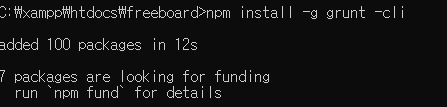 C:₩xampp₩htdocs₩freeboard>npm install -g grunt -cli
added 100 packages in 12s
7 packages are looking for funding
run `npm fund` for details